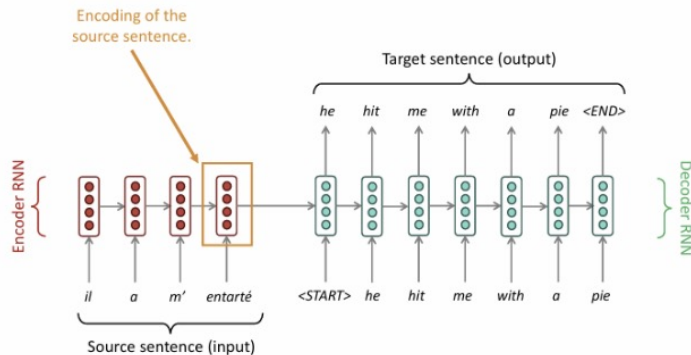 Encoding of the
source sentence.
Target sentence (output)
he hit me with a pie <END>
Encoder RNN
Decoder RNN
il a m’ entarté
<START> he hit me with a pie
Source sentence (input)